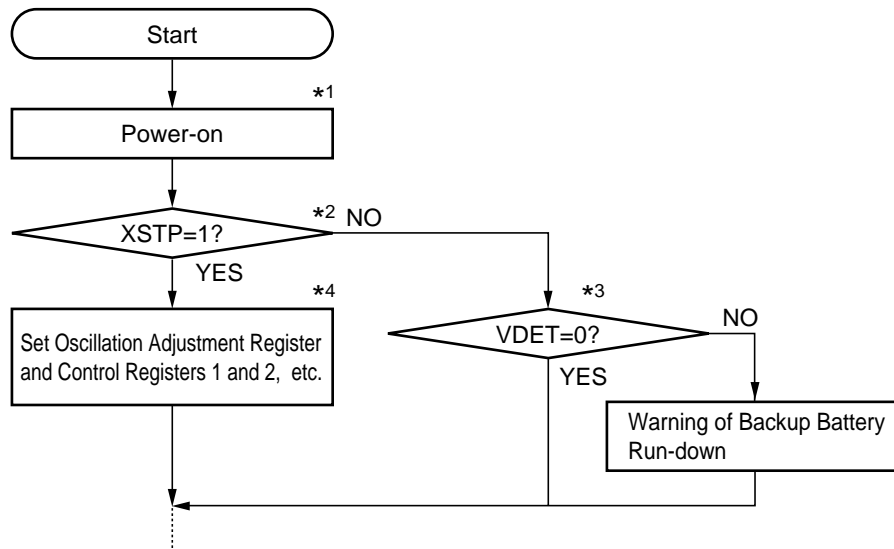 Start
*1
Power-on
*2
NO
XSTP=1?
YES
*4
*3
Set Oscillation Adjustment Register
and Control Registers 1 and 2, etc.
VDET=0?
NO
YES
Warning of Backup Battery
Run-down